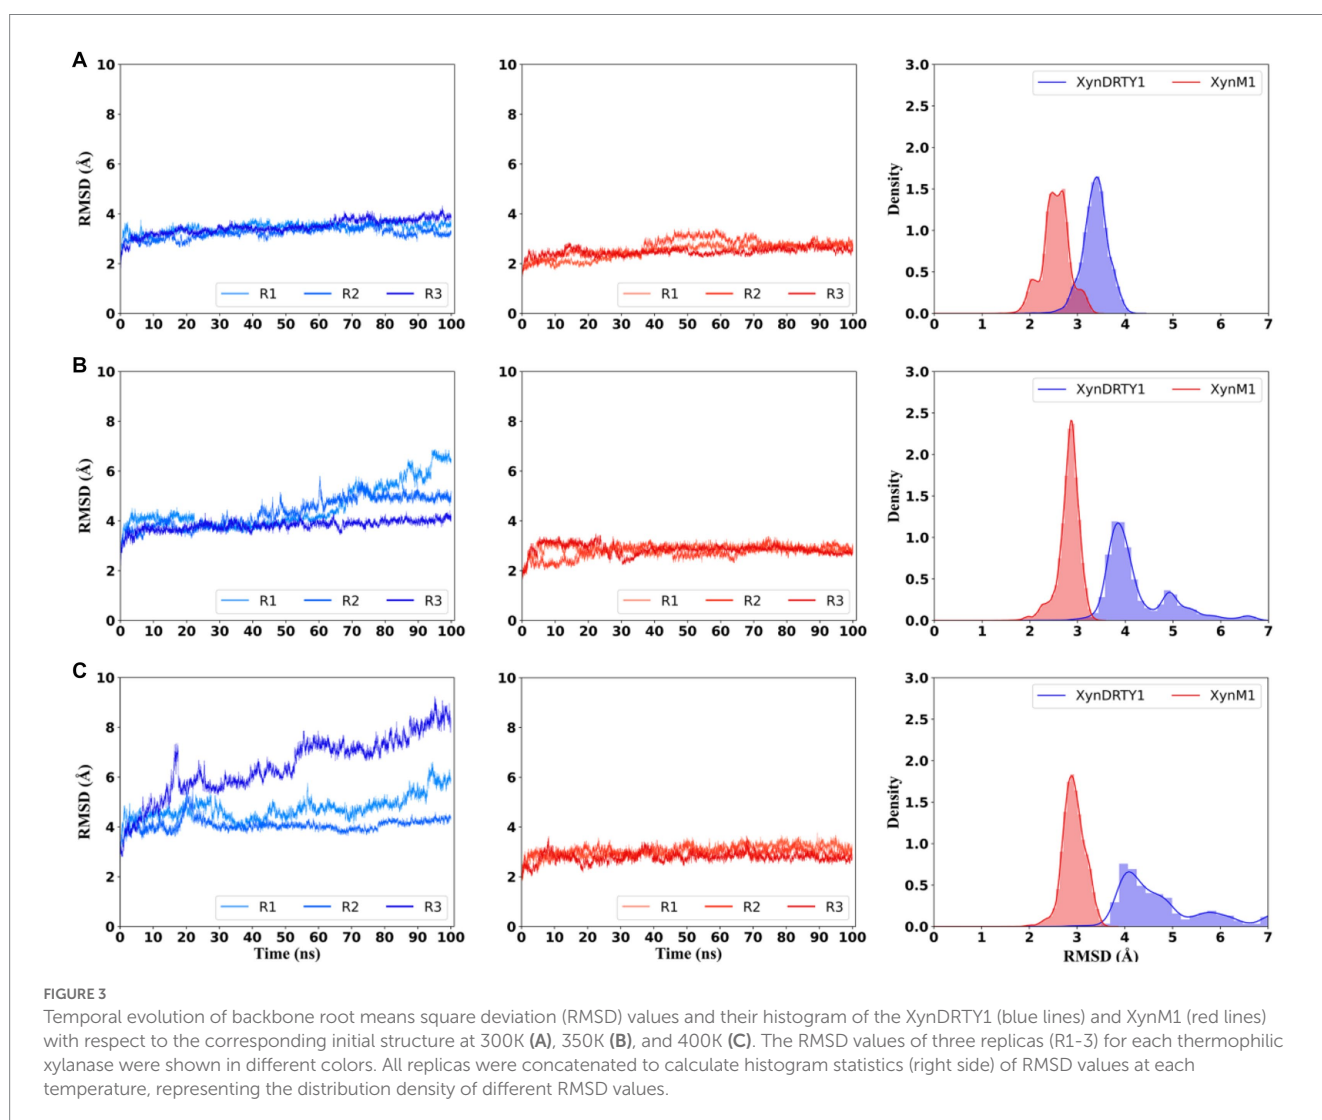 A
10
8
6
4
2
0
RMSD (Å)
R1 R2 R3
0 10 20 30 40 50 60 70 80 90 100
10
8
6
4
2
0
R1 R2 R3
0 10 20 30 40 50 60 70 80 90 100
3.0
2.5
2.0
1.5
1.0
0.5
0.0
Density
XynDRTY1 XynM1
0 1 2 3 4 5 6 7
B
10
8
6
4
2
0
RMSD (Å)
R1 R2 R3
0 10 20 30 40 50 60 70 80 90 100
10
8
6
4
2
0
R1 R2 R3
0 10 20 30 40 50 60 70 80 90 100
3.0
2.5
2.0
1.5
1.0
0.5
0.0
Density
XynDRTY1 XynM1
0 1 2 3 4 5 6 7
C
10
8
6
4
2
0
RMSD (Å)
R1 R2 R3
0 10 20 30 40 50 60 70 80 90 100
Time (ns)
10
8
6
4
2
0
R1 R2 R3
0 10 20 30 40 50 60 70 80 90 100
Time (ns)
3.0
2.5
2.0
1.5
1.0
0.5
0.0
Density
XynDRTY1 XynM1
0 1 2 3 4 5 6 7
RMSD (Å)
FIGURE 3
Temporal evolution of backbone root means square deviation (RMSD) values and their histogram of the XynDRTY1 (blue lines) and XynM1 (red lines)
with respect to the corresponding initial structure at 300K (A), 350K (B), and 400K (C). The RMSD values of three replicas (R1-3) for each thermophilic
xylanase were shown in different colors. All replicas were concatenated to calculate histogram statistics (right side) of RMSD values at each
temperature, representing the distribution density of different RMSD values.